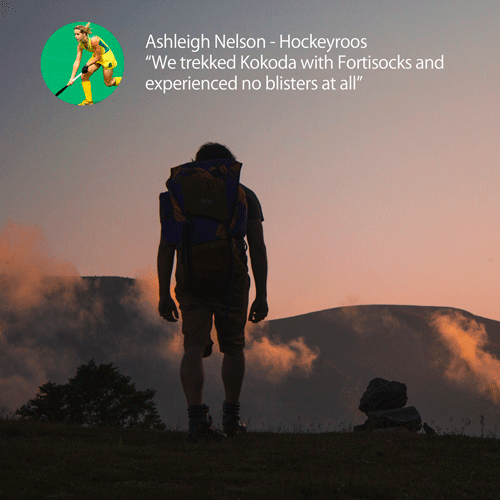 Ashleigh Nelson - Hockeyroos
“We trekked Kokoda with Fortisocks and
experienced no blisters at all”